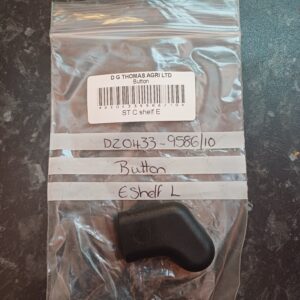 D G THOMAS AGRI LTD
Button
ST C shelf E
DZ0433-9586/10
Button
E Shelf L